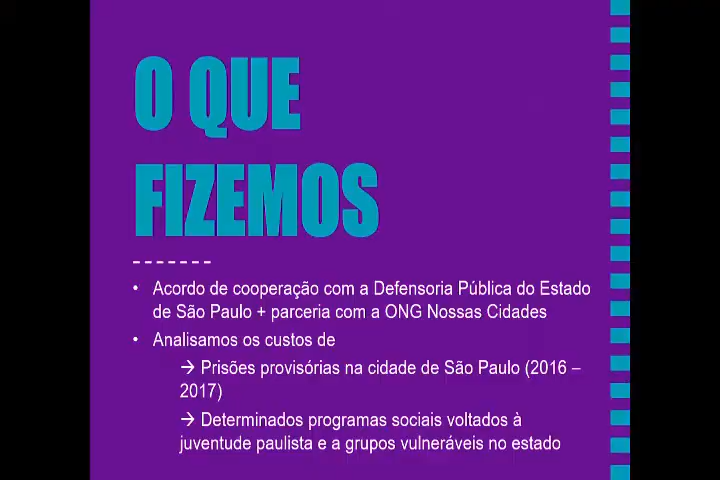 O QUE
FIZEMOS
• Acordo de cooperação com a Defensoria Pública do Estado
de São Paulo + parceria com a ONG Nossas Cidades
• Analisamos os custos de
→ Prisões provisórias na cidade de São Paulo (2016 –
2017)
→ Determinados programas sociais voltados à
juventude paulista e a grupos vulneráveis no estado